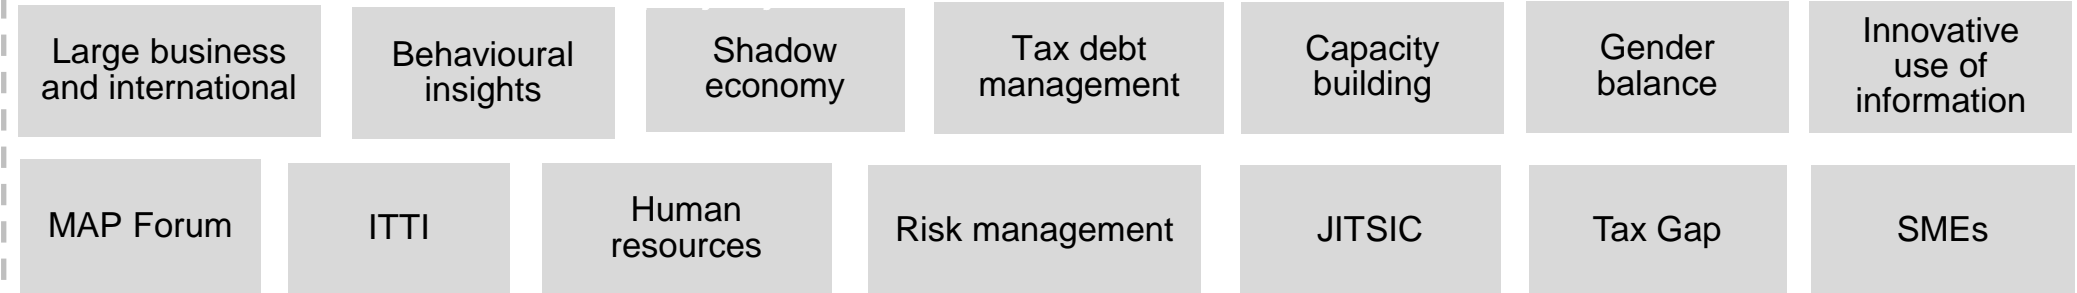 Large business
and international
Behavioural
insights
Shadow
economy
Tax debt
management
Capacity
building
Gender
balance
Innovative
use of
information
MAP Forum
ITTI
Human
resources
Risk management
JITSIC
Tax Gap
SMEs